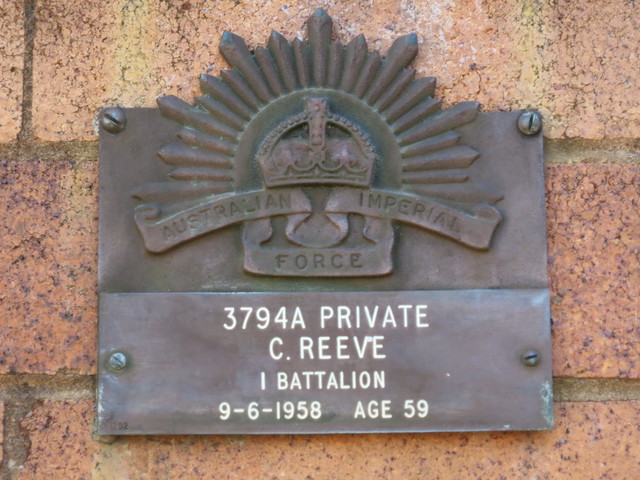 AUSTRALIAN IMPERIAL
FORCE
3794A PRIVATE
C. REEVE
1 BATTALION
9-6-1958 AGE 59